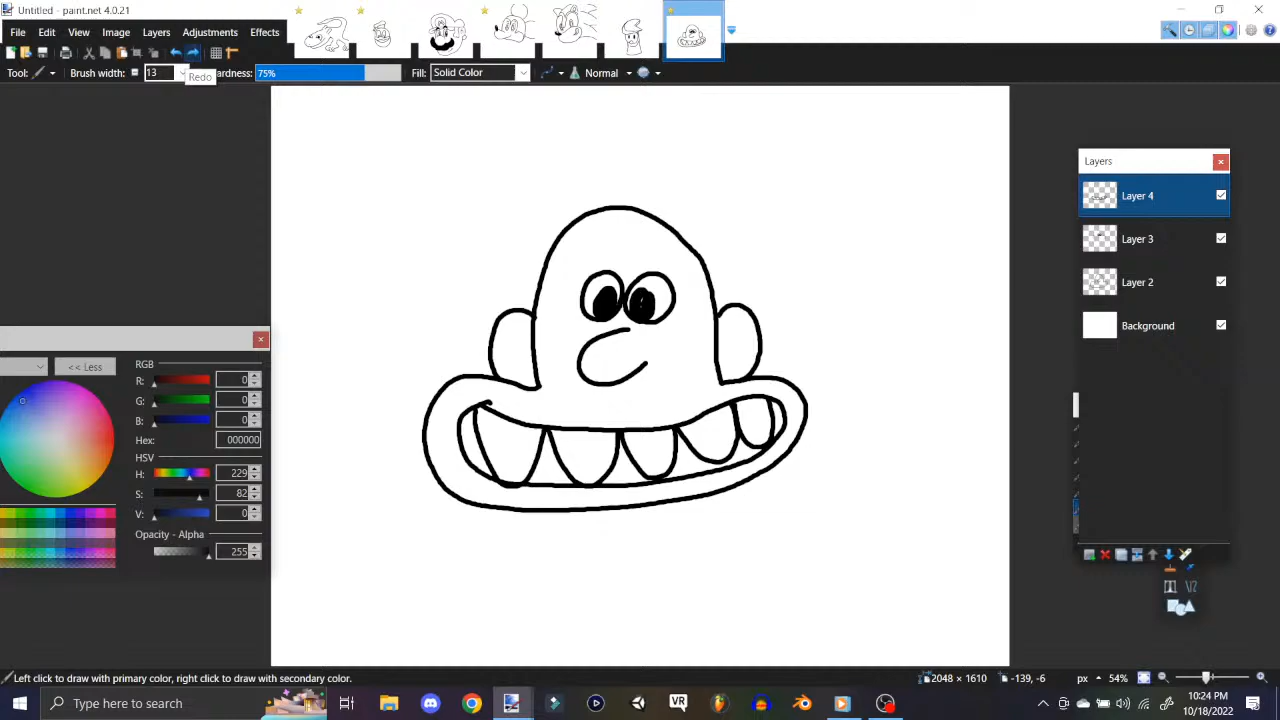 Untitled - paint.net 4.0.21
File Edit View Image Layers Adjustments Effects
Tool: Brush width: 13 ardness: 75% Fill: Solid Color Normal
Redo
Layers
Layer 4
Layer 3
Layer 2
Background
<< Less
RGB
R: 0
G: 0
B: 0
Hex: 000000
HSV
H: 229
S: 82
V: 0
Opacity - Alpha
255
Left click to draw with primary color, right click to draw with secondary color. 2048 × 1610 -139, -6 px 54%
Type here to search VR 10:24 PM
10/18/2022